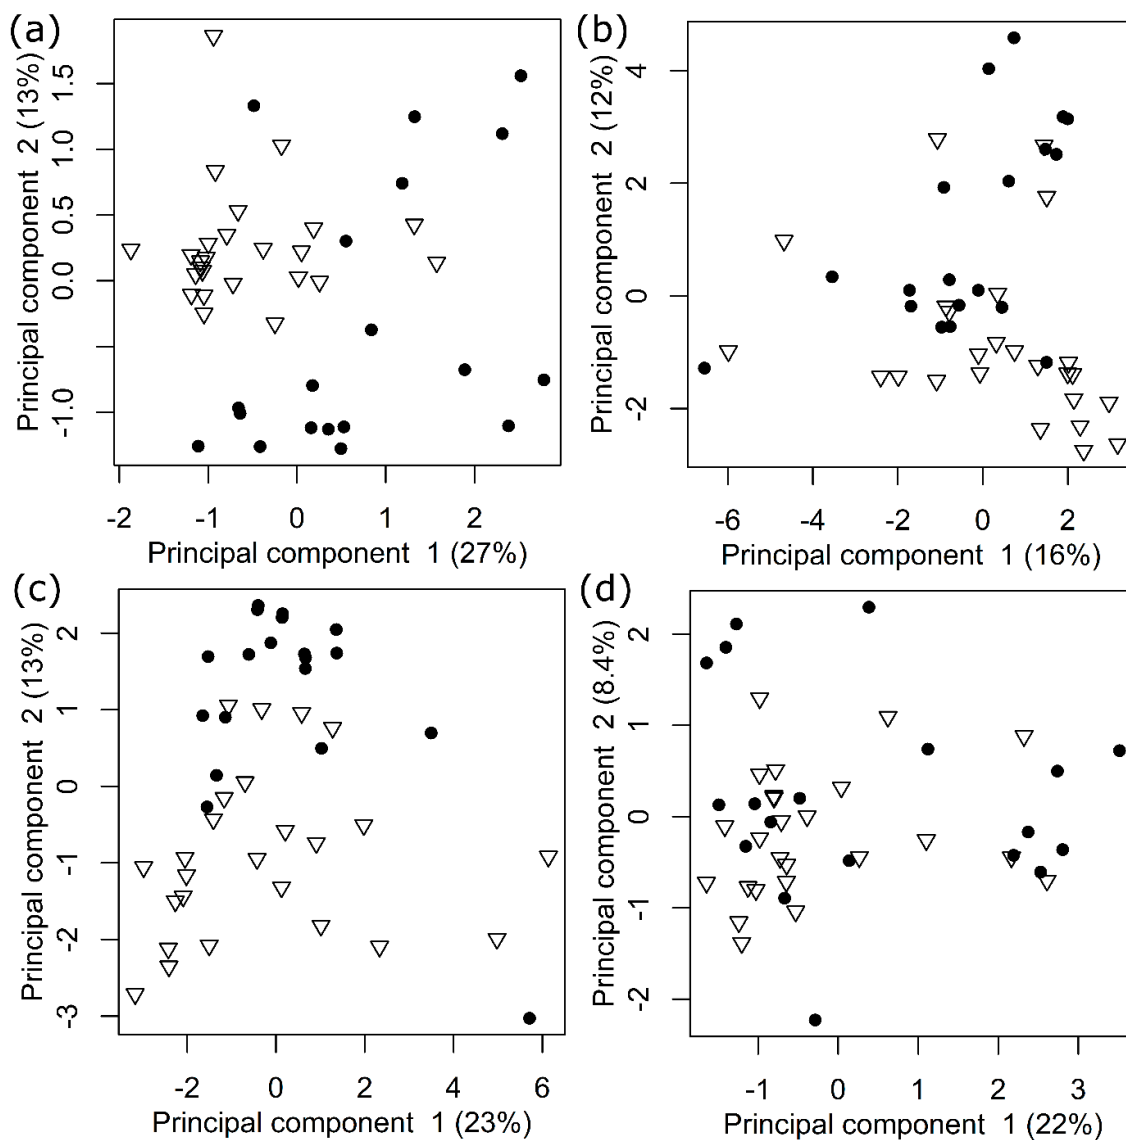 (a)
Principal component 2 (13%)
1.5
1.0
0.5
0.0
-1.0
-2 -1 0 1 2
Principal component 1 (27%)
(b)
Principal component 2 (12%)
4
2
0
-2
-6 -4 -2 0 2
Principal component 1 (16%)
(c)
Principal component 2 (13%)
2
1
0
-1
-2
-3
-2 0 2 4 6
Principal component 1 (23%)
(d)
Principal component 2 (8.4%)
2
1
0
-1
-2
-1 0 1 2 3
Principal component 1 (22%)